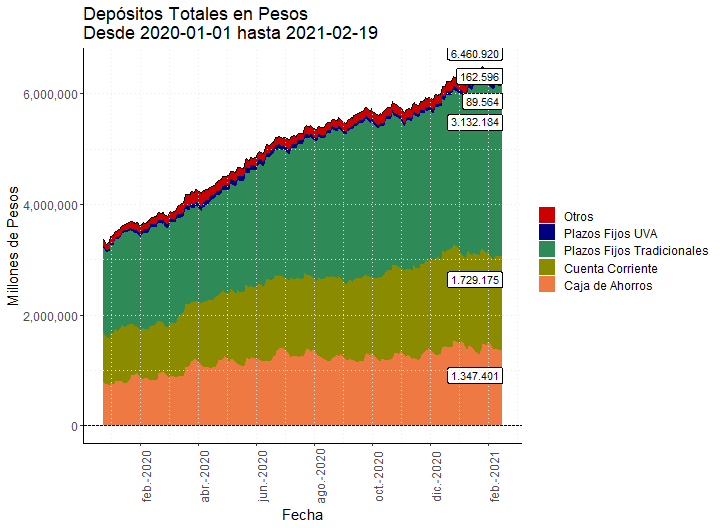 Depósitos Totales en Pesos
Desde 2020-01-01 hasta 2021-02-19
Millones de Pesos
6,000,000
4,000,000
2,000,000
0
6.460.920
162.596
89.564
3.132.184
1.729.175
1.347.401
feb.-2020
abr.-2020
jun.-2020
ago.-2020
oct.-2020
dic.-2020
feb.-2021
Fecha
Otros
Plazos Fijos UVA
Plazos Fijos Tradicionales
Cuenta Corriente
Caja de Ahorros